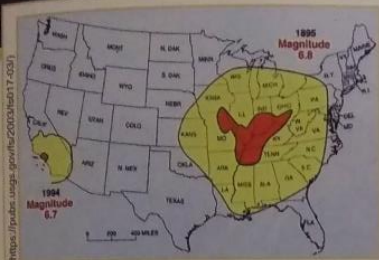 https://pubs.usgs.gov/fs/2003/fs017-03/)
1895
Magnitude
6.8
WASH
MONT
N. DAK
MINN
OREG
IDAHO
WYO
S. DAK
WIS
MICH
N.Y.
NEBR
IOWA
ILL
IND
OHIO
PA
NEV
UTAH
COLO
KANS
MO
KY
VA
CALIF
ARIZ
N. MEX
OKLA
ARK
TENN
N.C.
S.C.
MISS
ALA
GA
LA
TEXAS
FLA
1994
Magnitude
6.7
0 200 400 MILES